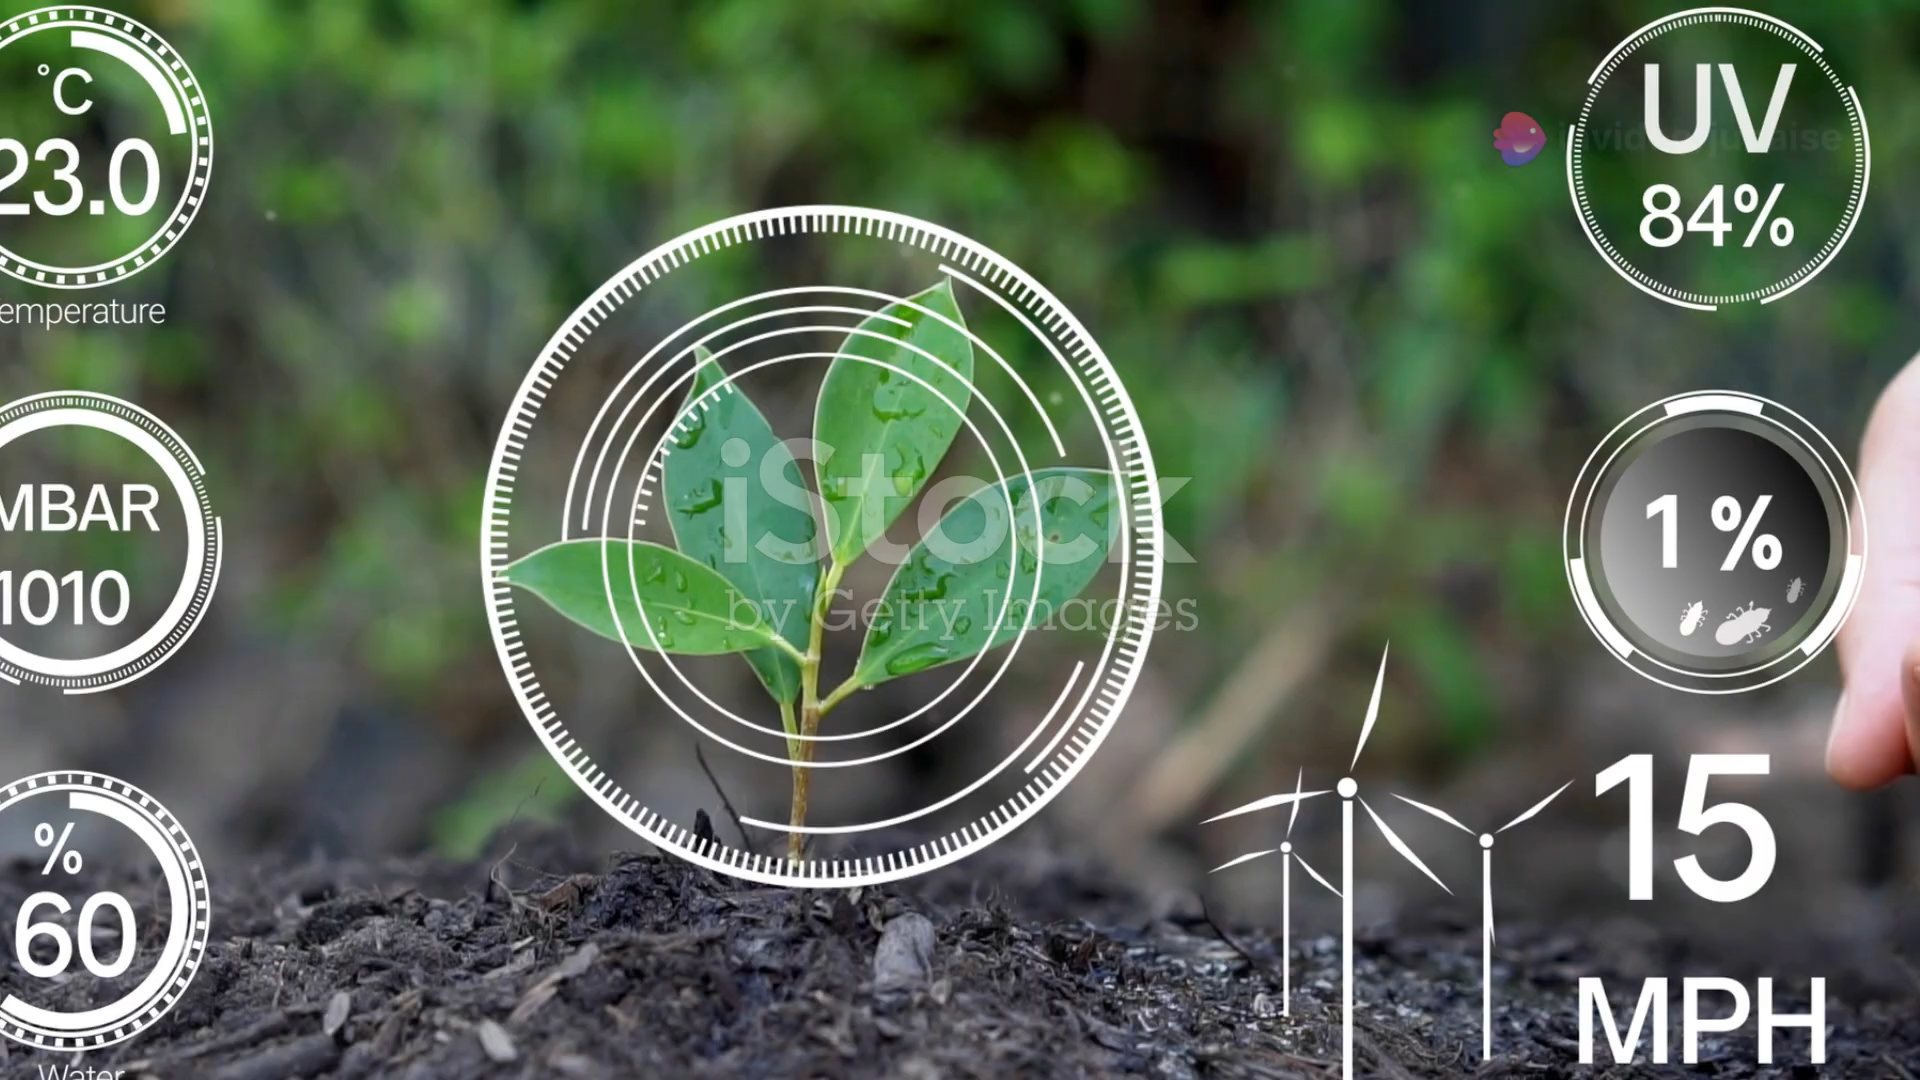 °C
23.0
emperature
MBAR
1010
%
60
Water
iStock
by Getty Images
UV
84%
1%
15
MPH